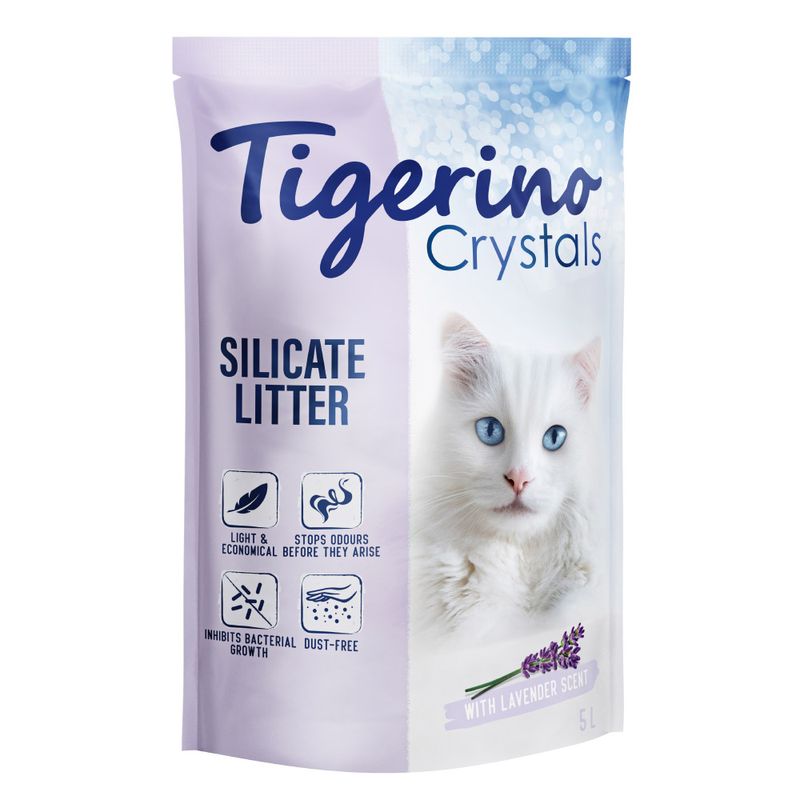 Tigerino
Crystals
SILICATE
LITTER
LIGHT &
ECONOMICAL
STOPS ODOURS
BEFORE THEY ARISE
INHIBITS BACTERIAL
GROWTH
DUST-FREE
WITH LAVENDER SCENT
5 L